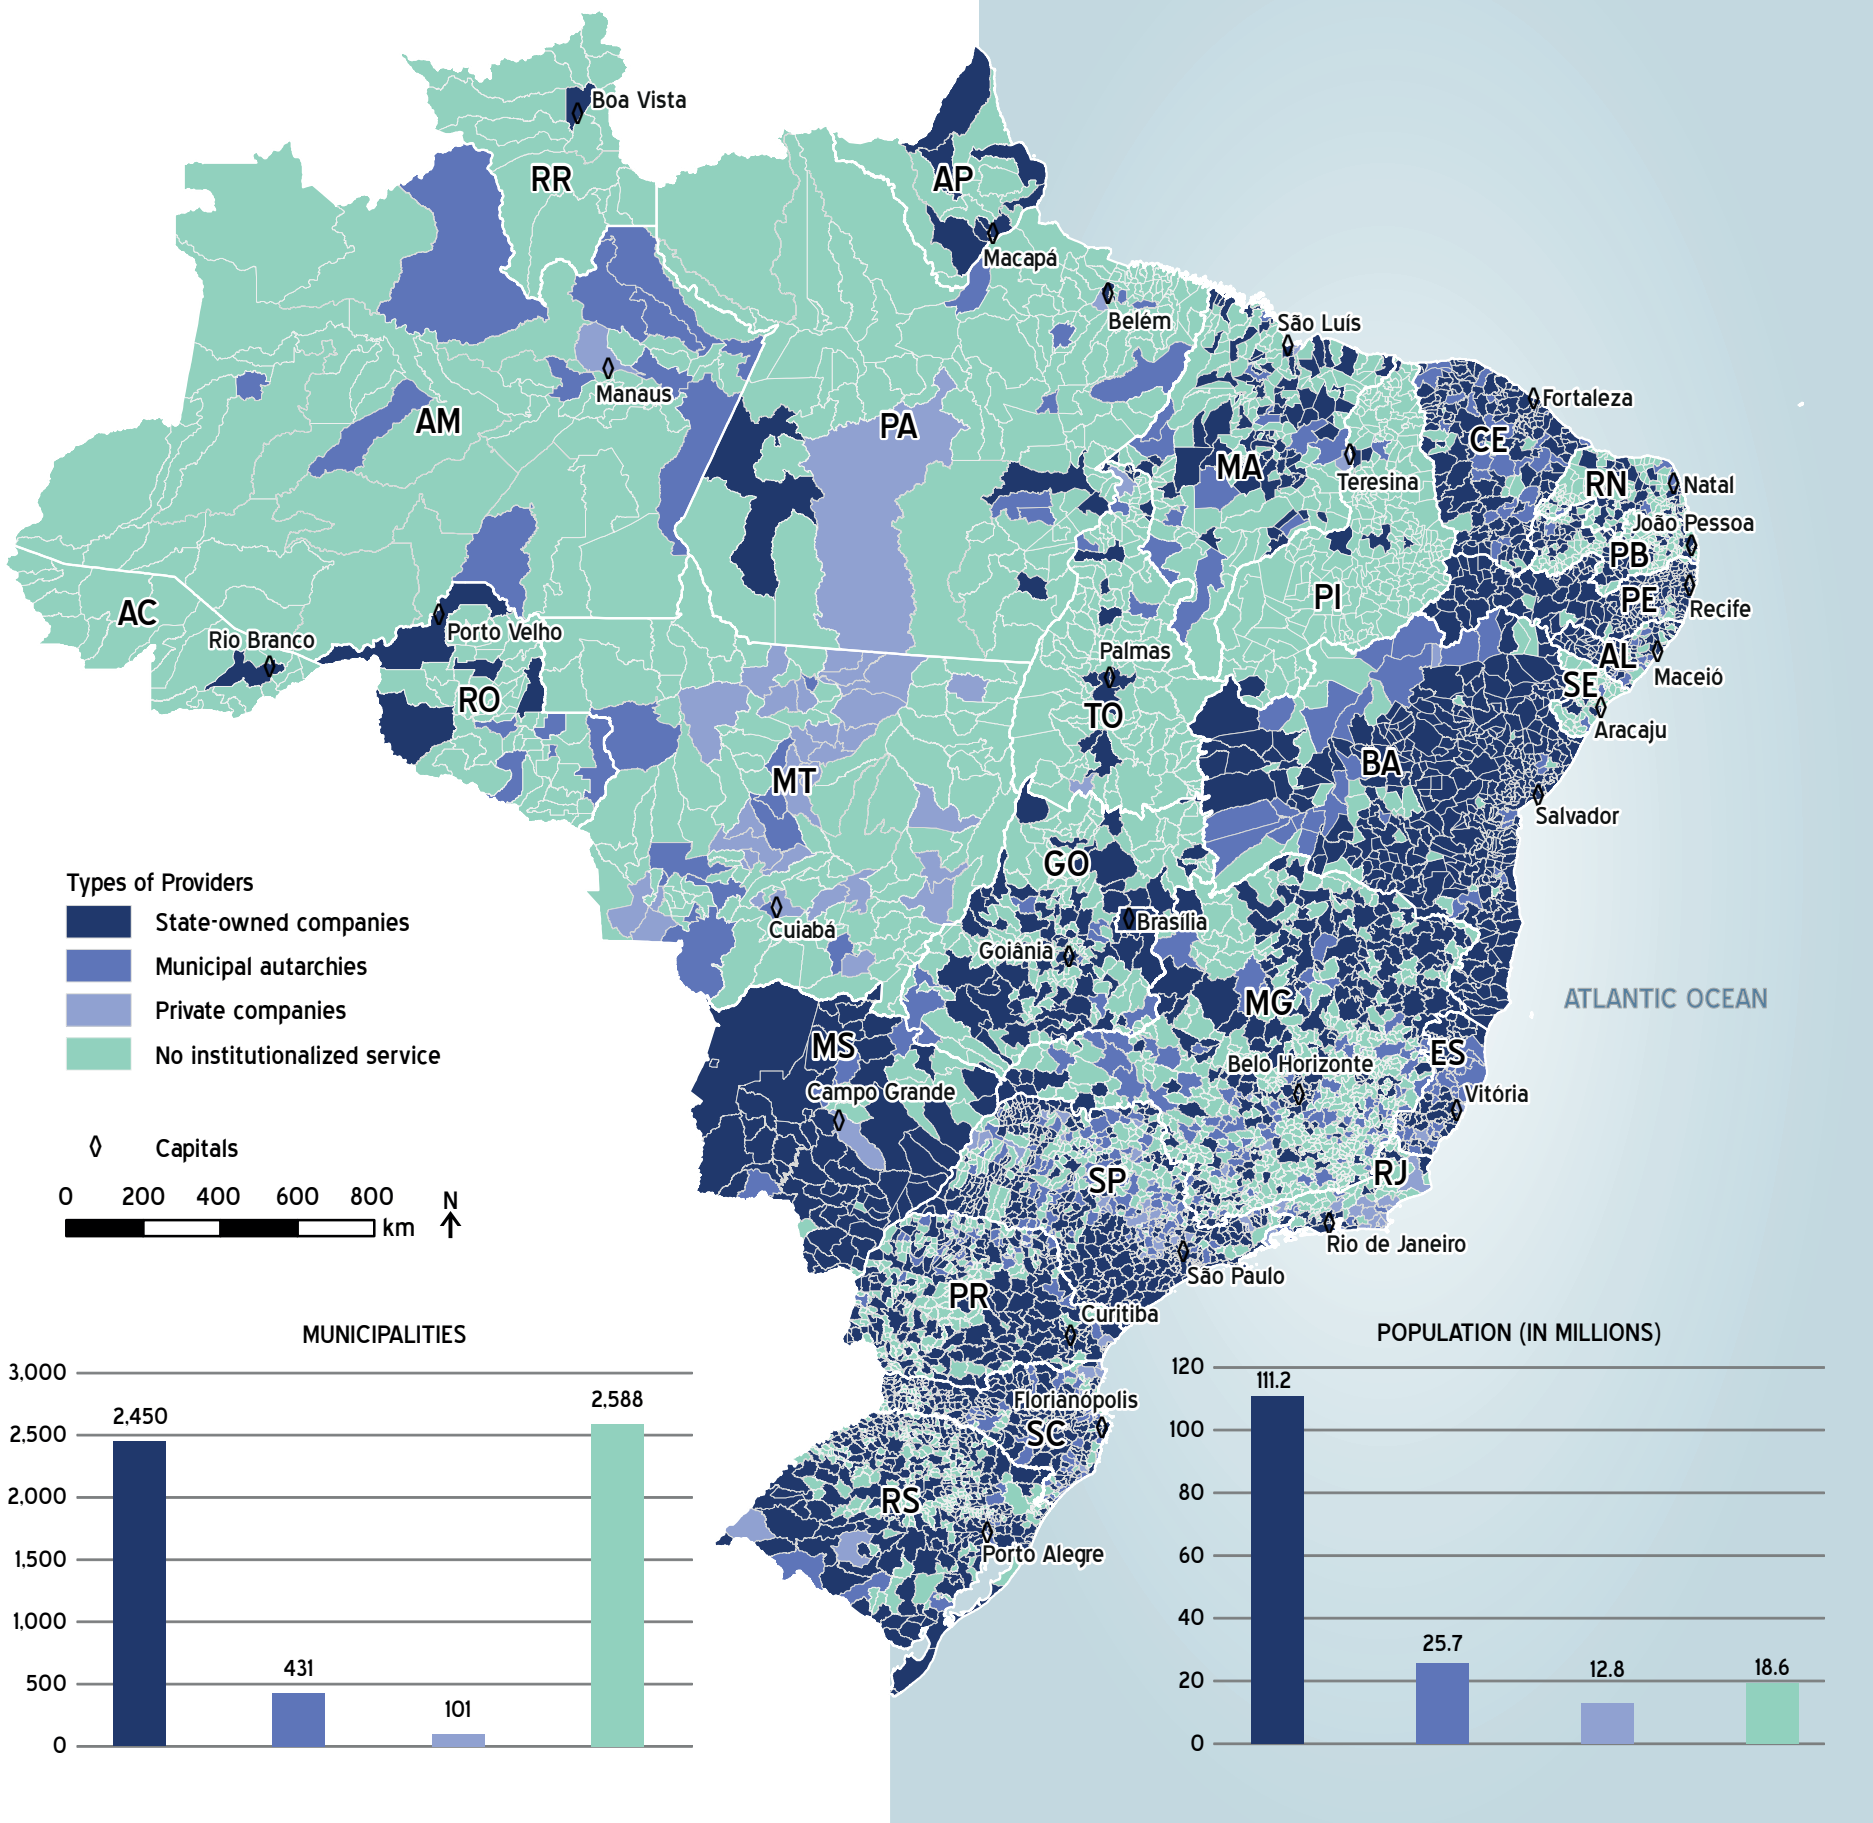 Boa Vista
RR
AP
Macapá
Belém
São Luís
Manaus
Fortaleza
AM
PA
CE
MA
Teresina
RN
Natal
João Pessoa
PB
PI
PE
Recife
AC
Rio Branco
Porto Velho
Palmas
AL
Maceió
RO
TO
SE
Aracaju
MT
BA
Salvador
GO
Types of Providers
State-owned companies
Municipal autarchies
Private companies
No institutionalized service
Cuiabá
Brasília
Goiânia
ATLANTIC OCEAN
MG
MS
ES
Belo Horizonte
Campo Grande
Vitória
Capitals
RJ
SP
0 200 400 600 800
km
N
Rio de Janeiro
São Paulo
PR
Curitiba
Florianópolis
SC
RS
Porto Alegre
MUNICIPALITIES
3,000
2,500
2,000
1,500
1,000
500
0
2,450
431
101
2,588
POPULATION (IN MILLIONS)
120
100
80
60
40
20
0
111.2
25.7
12.8
18.6